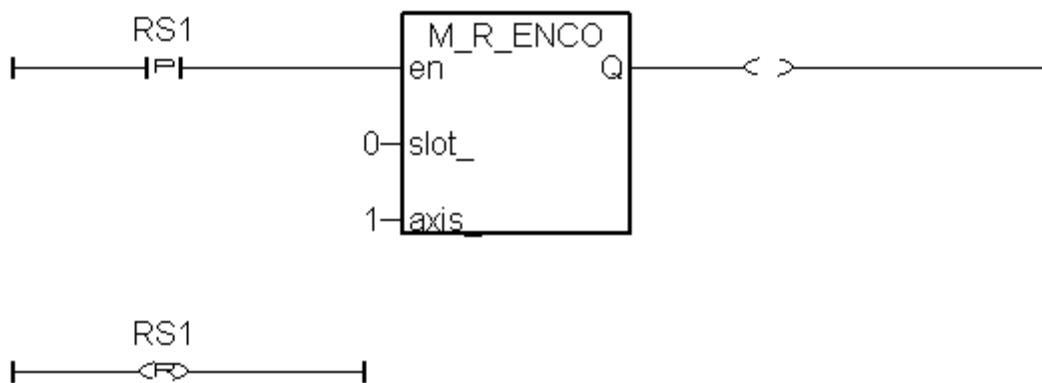 RS1
M_R_ENCO
P
en Q
0 slot_
1 axis_
RS1
R